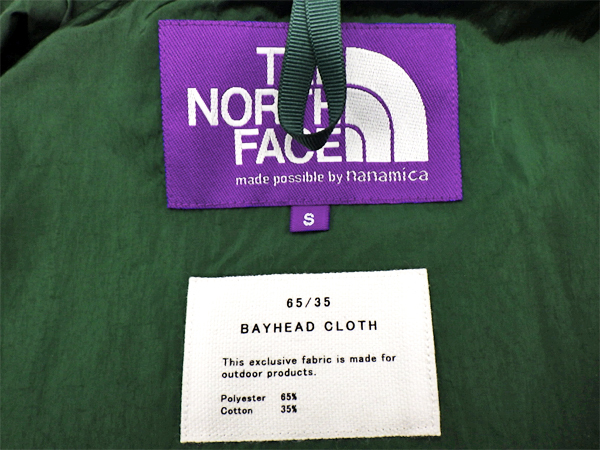 THE
NORTH
FACE
made possible by nanamica
S
65/35
BAYHEAD CLOTH
This exclusive fabric is made for
outdoor products.
Polyester 65%
Cotton 35%